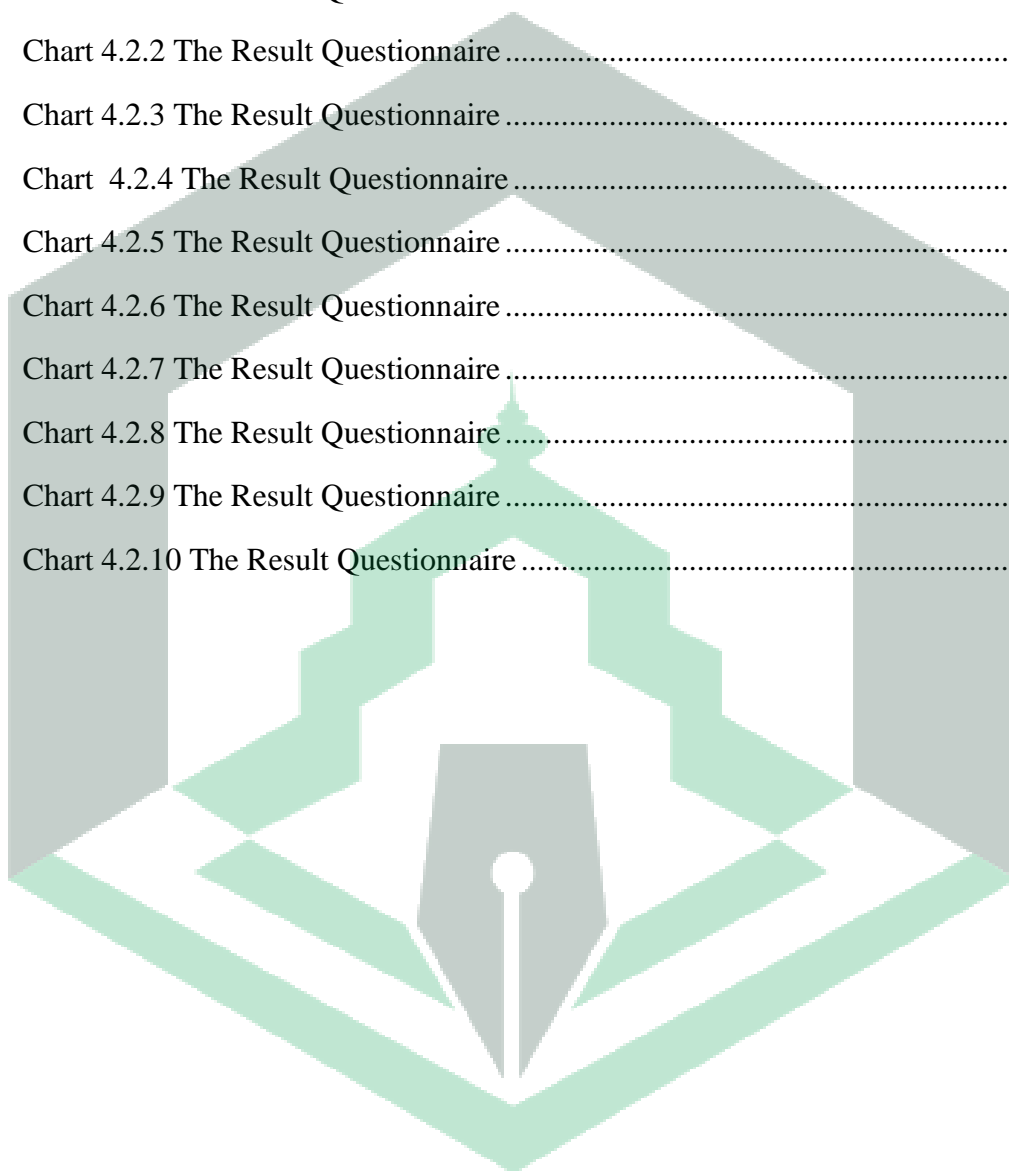 Chart 4.2.2 The Result Questionnaire ................................................................
Chart 4.2.3 The Result Questionnaire ................................................................
Chart  4.2.4 The Result Questionnaire...............................................................
Chart 4.2.5 The Result Questionnaire ................................................................
Chart 4.2.6 The Result Questionnaire ................................................................
Chart 4.2.7 The Result Questionnaire ................................................................
Chart 4.2.8 The Result Questionnaire ................................................................
Chart 4.2.9 The Result Questionnaire ................................................................
Chart 4.2.10 The Result Questionnaire ..............................................................